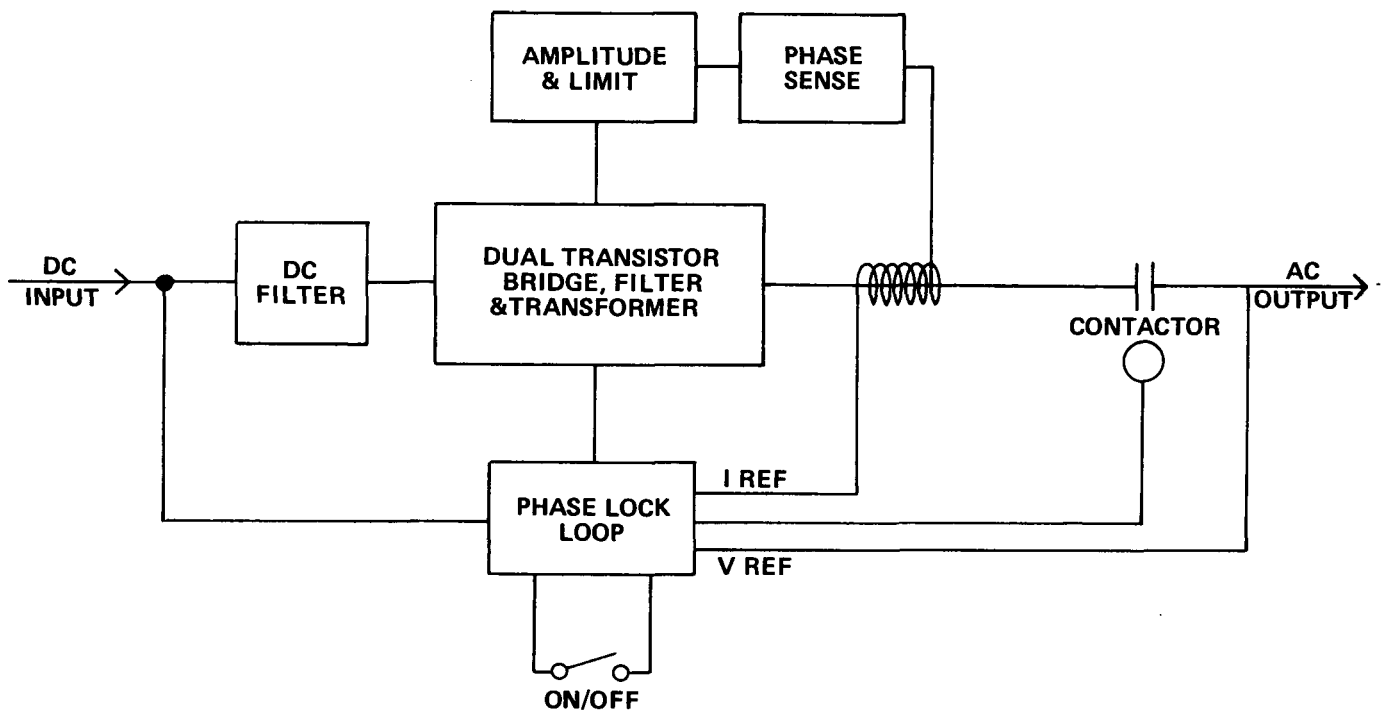 AMPLITUDE
& LIMIT
PHASE
SENSE
DC
INPUT
DC
FILTER
DUAL TRANSISTOR
BRIDGE, FILTER
&TRANSFORMER
AC
OUTPUT
CONTACTOR
PHASE LOCK
LOOP
I REF
V REF
ON/OFF